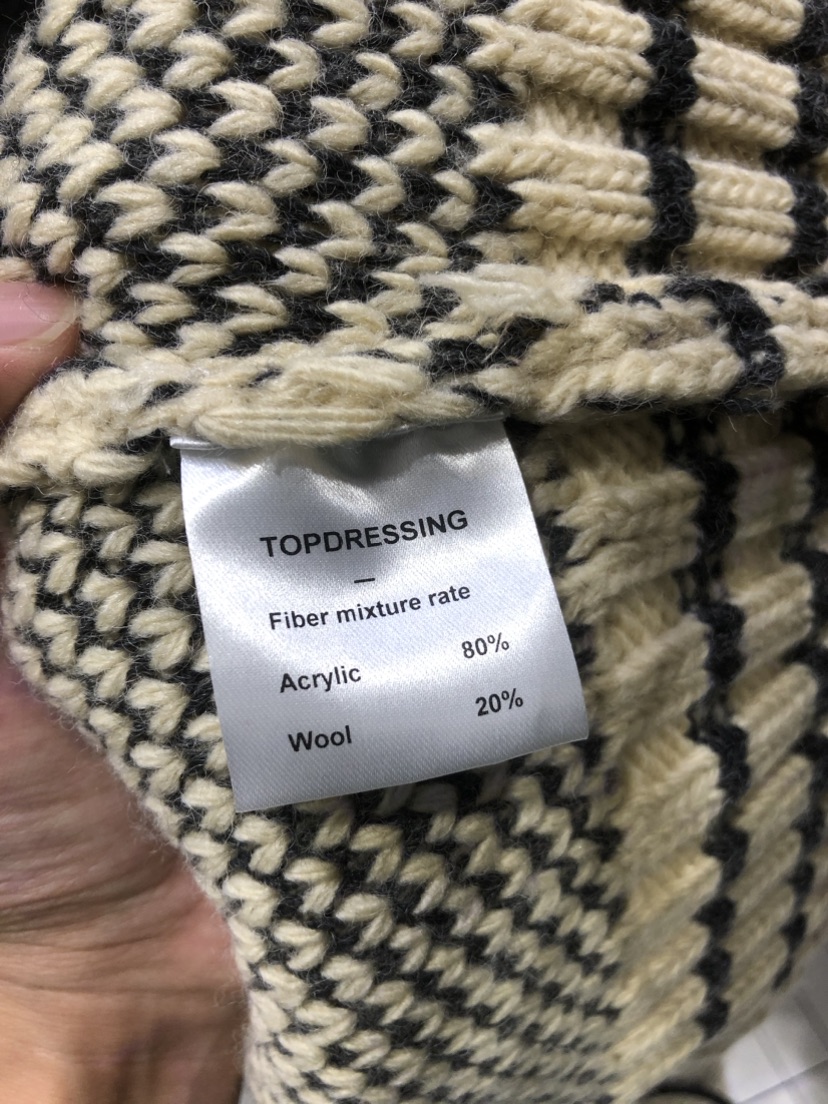 TOPDRESSING
—
Fiber mixture rate
Acrylic 80%
Wool 20%